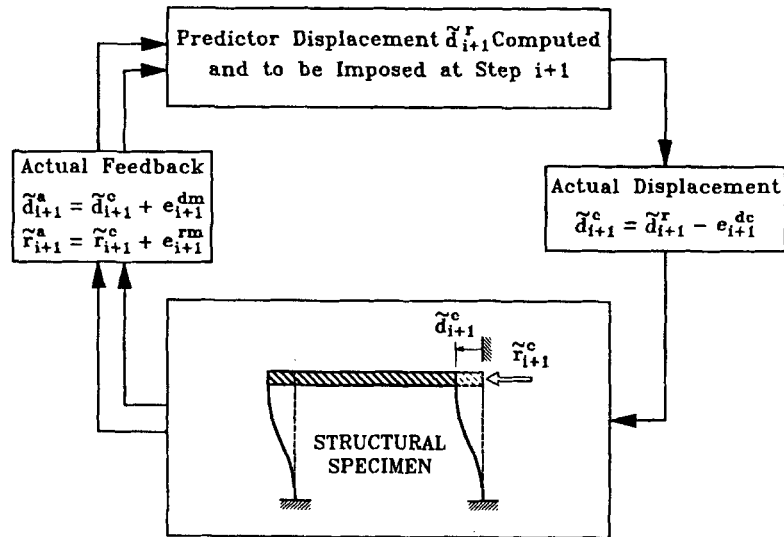 Predictor Displacement d̃ʳᵢ₊₁ Computed
and to be Imposed at Step i+1
Actual Feedback
d̃ᵃᵢ₊₁ = d̃ᶜᵢ₊₁ + eᵈᵐᵢ₊₁
r̃ᵃᵢ₊₁ = r̃ᶜᵢ₊₁ + eʳᵐᵢ₊₁
Actual Displacement
d̃ᶜᵢ₊₁ = d̃ʳᵢ₊₁ - eᵈᶜᵢ₊₁
d̃ᶜᵢ₊₁
r̃ᶜᵢ₊₁
STRUCTURAL
SPECIMEN